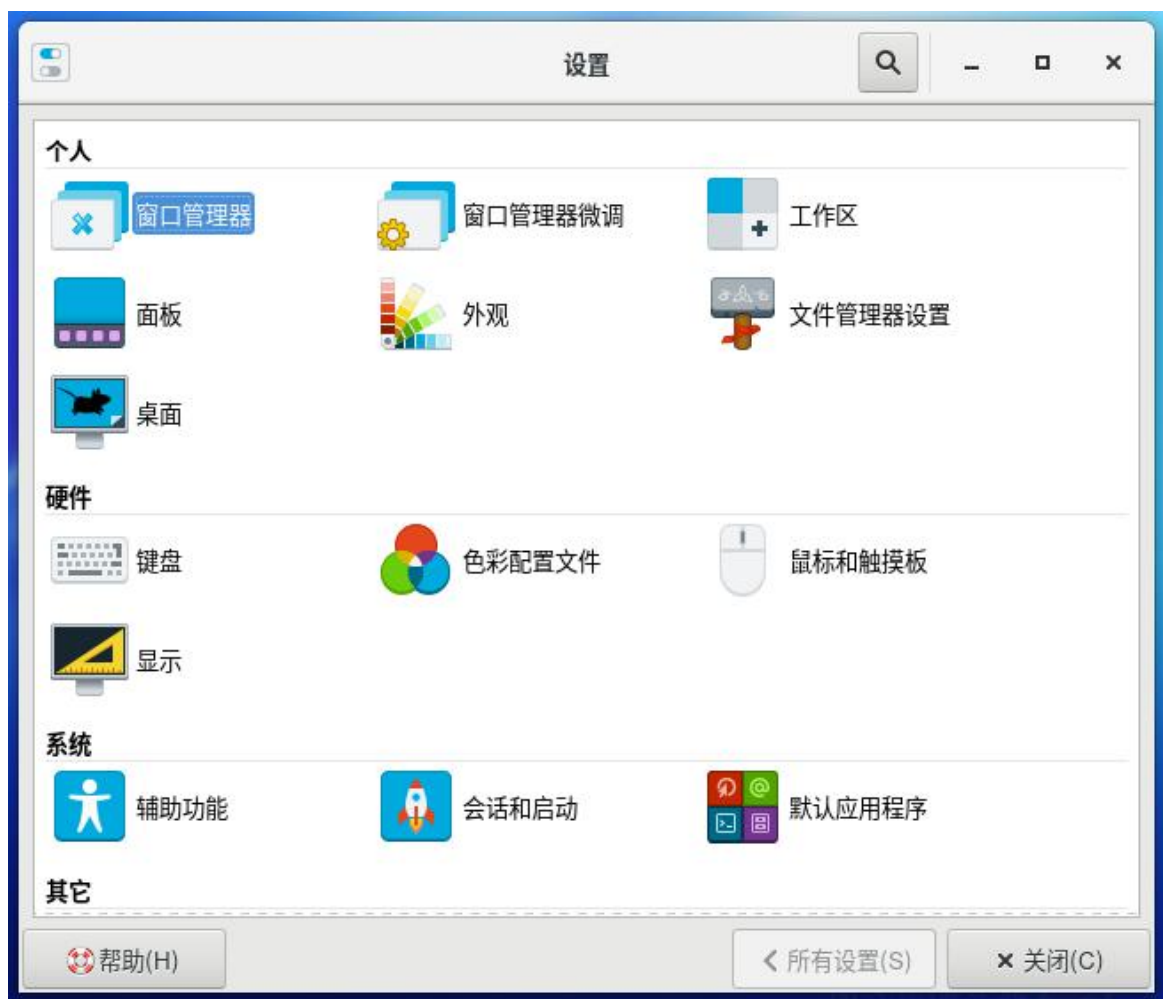 设置
个人
窗口管理器 窗口管理器微调 工作区
面板 外观 文件管理器设置
桌面
硬件
键盘 色彩配置文件 鼠标和触摸板
显示
系统
辅助功能 会话和启动 默认应用程序
其它
帮助(H) 所有设置(S) 关闭(C)